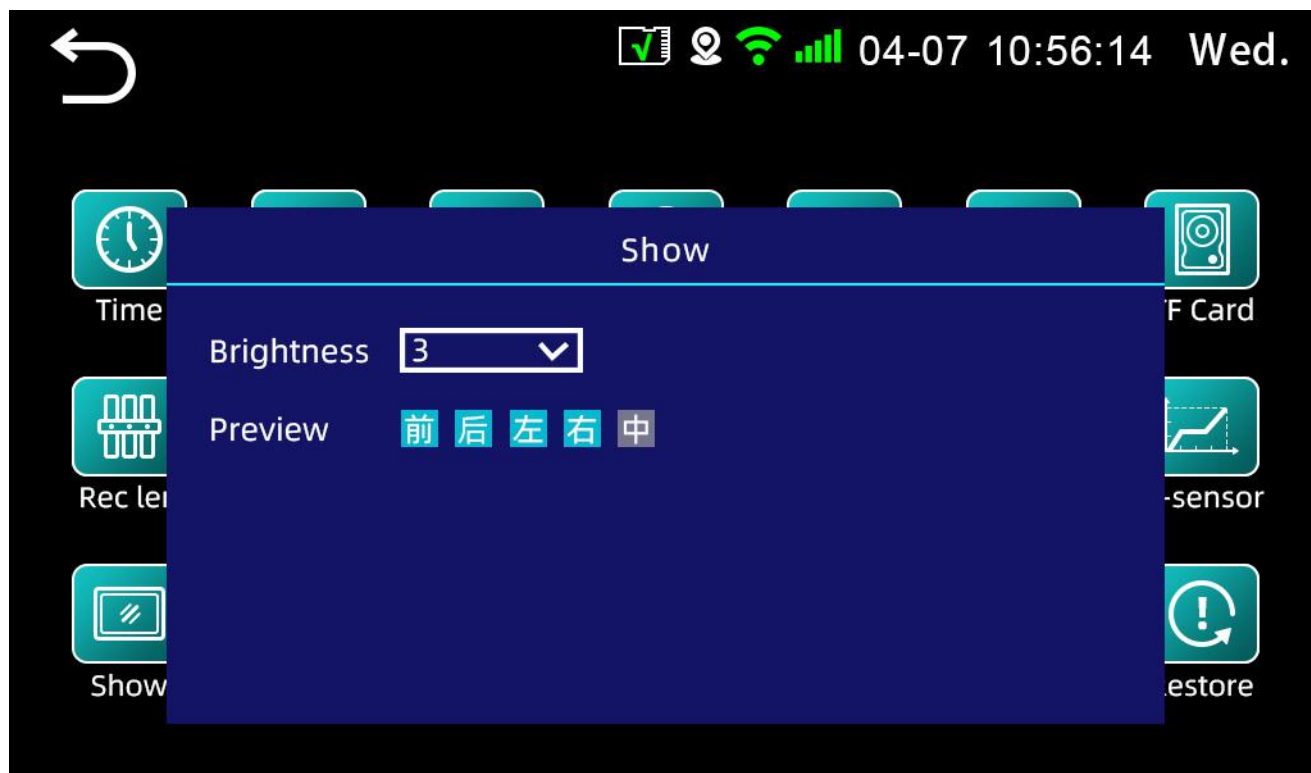 04-07 10:56:14 Wed.
Show
Time
F Card
Brightness 3
Preview 前 后 左 右 中
Rec ler
-sensor
Show
estore